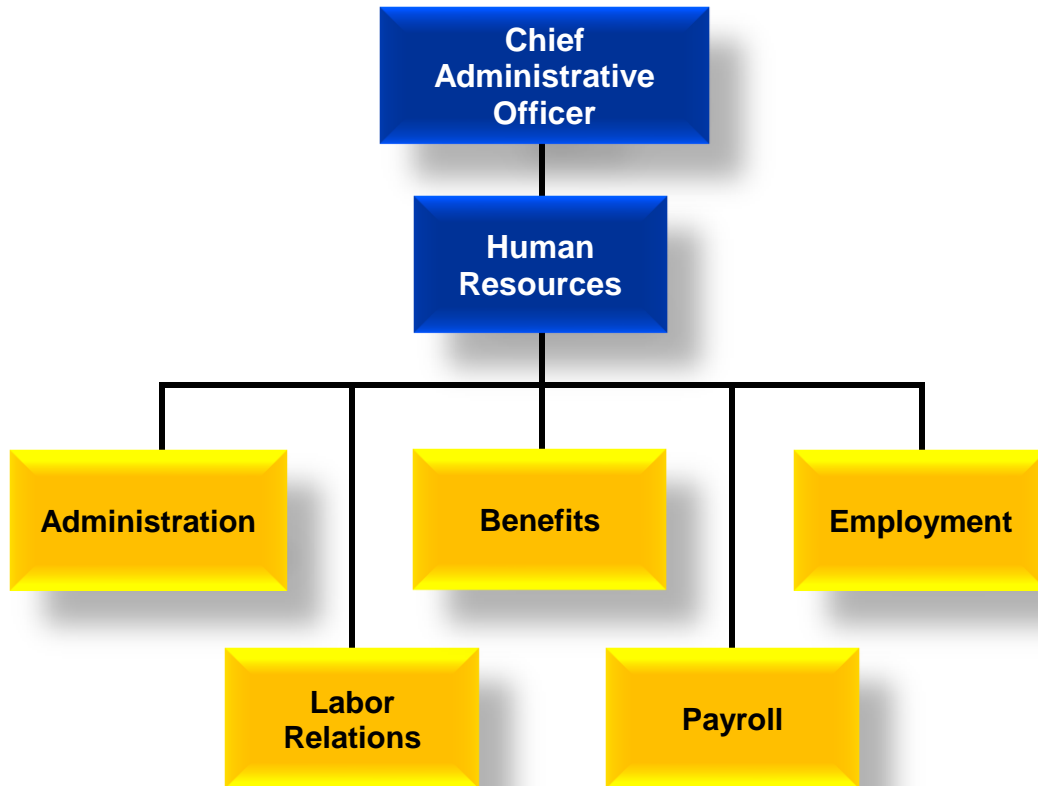 Chief
Administrative
Officer
Human
Resources
Administration
Benefits
Employment
Labor
Relations
Payroll